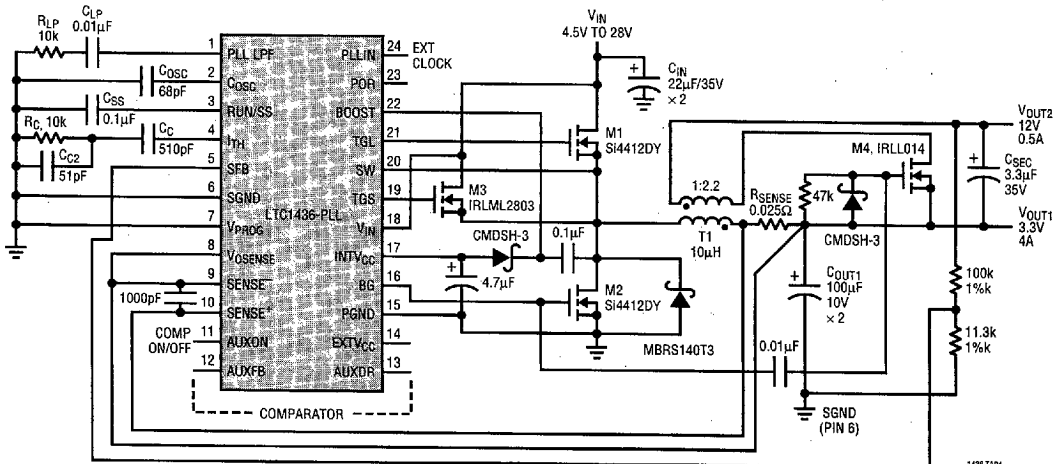 RLP
10k
CLP
0.01µF
COSC
68pF
CSS
0.1µF
RC, 10k
CC
510pF
CC2
51pF
1
2
3
4
5
6
7
8
9
10
11
12
1000pF
COMP
ON/OFF
PLL LPF
COSC
RUN/SS
ITH
SFB
SGND
VPROG
VOSENSE
SENSE⁻
SENSE⁺
AUXON
AUXFB
LTC1436-PLL
PLLIN
POR
BOOST
TGL
SW
TGS
VIN
INTVCC
BG
PGND
EXTVCC
AUXDR
COMPARATOR
24
23
22
21
20
19
18
17
16
15
14
13
EXT
CLOCK
VIN
4.5V TO 28V
+
CIN
22µF/35V
×2
M1
Si4412DY
M3
IRLML2803
CMDSH-3
0.1µF
+
4.7µF
M2
Si4412DY
MBRS140T3
1:2.2
T1
10µH
RSENSE
0.025Ω
47k
CMDSH-3
M4, IRLL014
VOUT2
12V
0.5A
+
CSEC
3.3µF
35V
VOUT1
3.3V
4A
+
COUT1
100µF
10V
×2
100k
1%k
11.3k
1%k
0.01µF
SGND
(PIN 6)